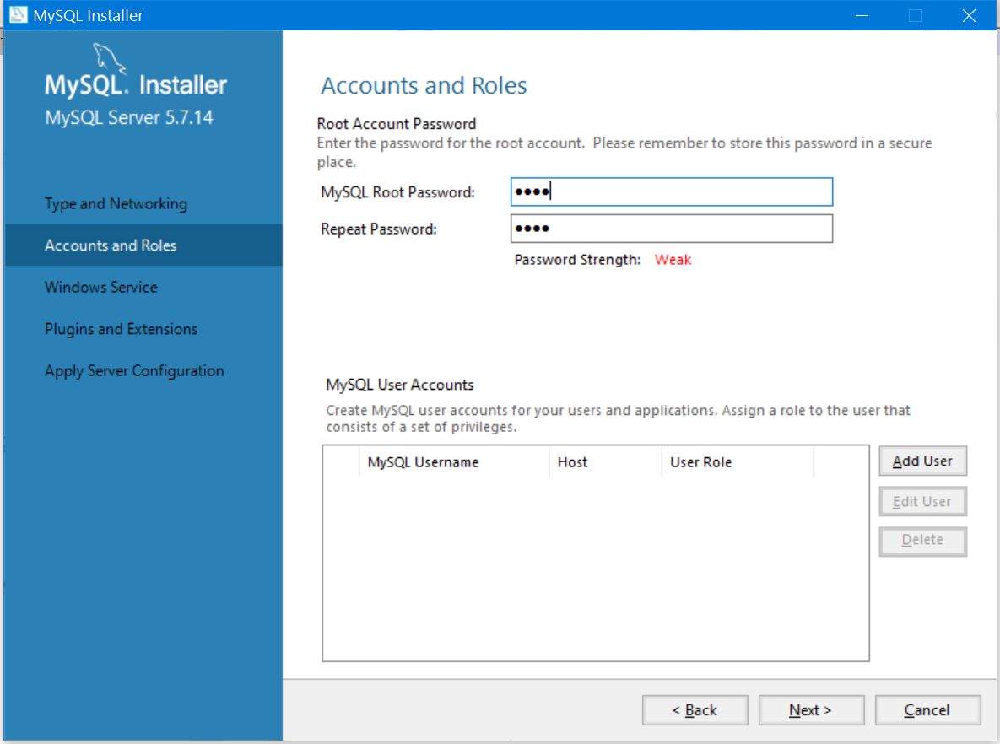 MySQL Installer
MySQL. Installer
MySQL Server 5.7.14
Type and Networking
Accounts and Roles
Windows Service
Plugins and Extensions
Apply Server Configuration
Accounts and Roles
Root Account Password
Enter the password for the root account.  Please remember to store this password in a secure
place.
MySQL Root Password: ••••
Repeat Password: ••••
Password Strength: Weak
MySQL User Accounts
Create MySQL user accounts for your users and applications. Assign a role to the user that
consists of a set of privileges.
MySQL Username Host User Role
Add User
Edit User
Delete
< Back Next > Cancel